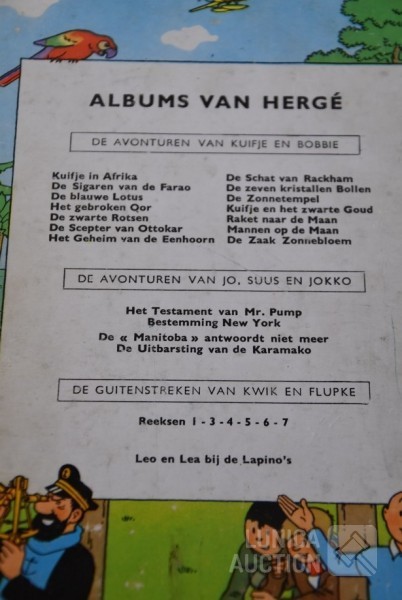 ALBUMS VAN HERGÉ
DE AVONTUREN VAN KUIFJE EN BOBBIE
Kuifje in Afrika
De Sigaren van de Farao
De blauwe Lotus
Het gebroken Oor
De zwarte Rotsen
De Scepter van Ottokar
Het Geheim van de Eenhoorn
De Schat van Rackham
De zeven kristallen Bollen
De Zonnetempel
Kuifje en het zwarte Goud
Raket naar de Maan
Mannen op de Maan
De Zaak Zonnebloem
DE AVONTUREN VAN JO, SUUS EN JOKKO
Het Testament van Mr. Pump
Bestemming New York
De « Manitoba » antwoordt niet meer
De Uitbarsting van de Karamako
DE GUITENSTREKEN VAN KWIK EN FLUPKE
Reeksen 1 - 3 - 4 - 5 - 6 - 7
Leo en Lea bij de Lapino's
LUNICA
AUCTION